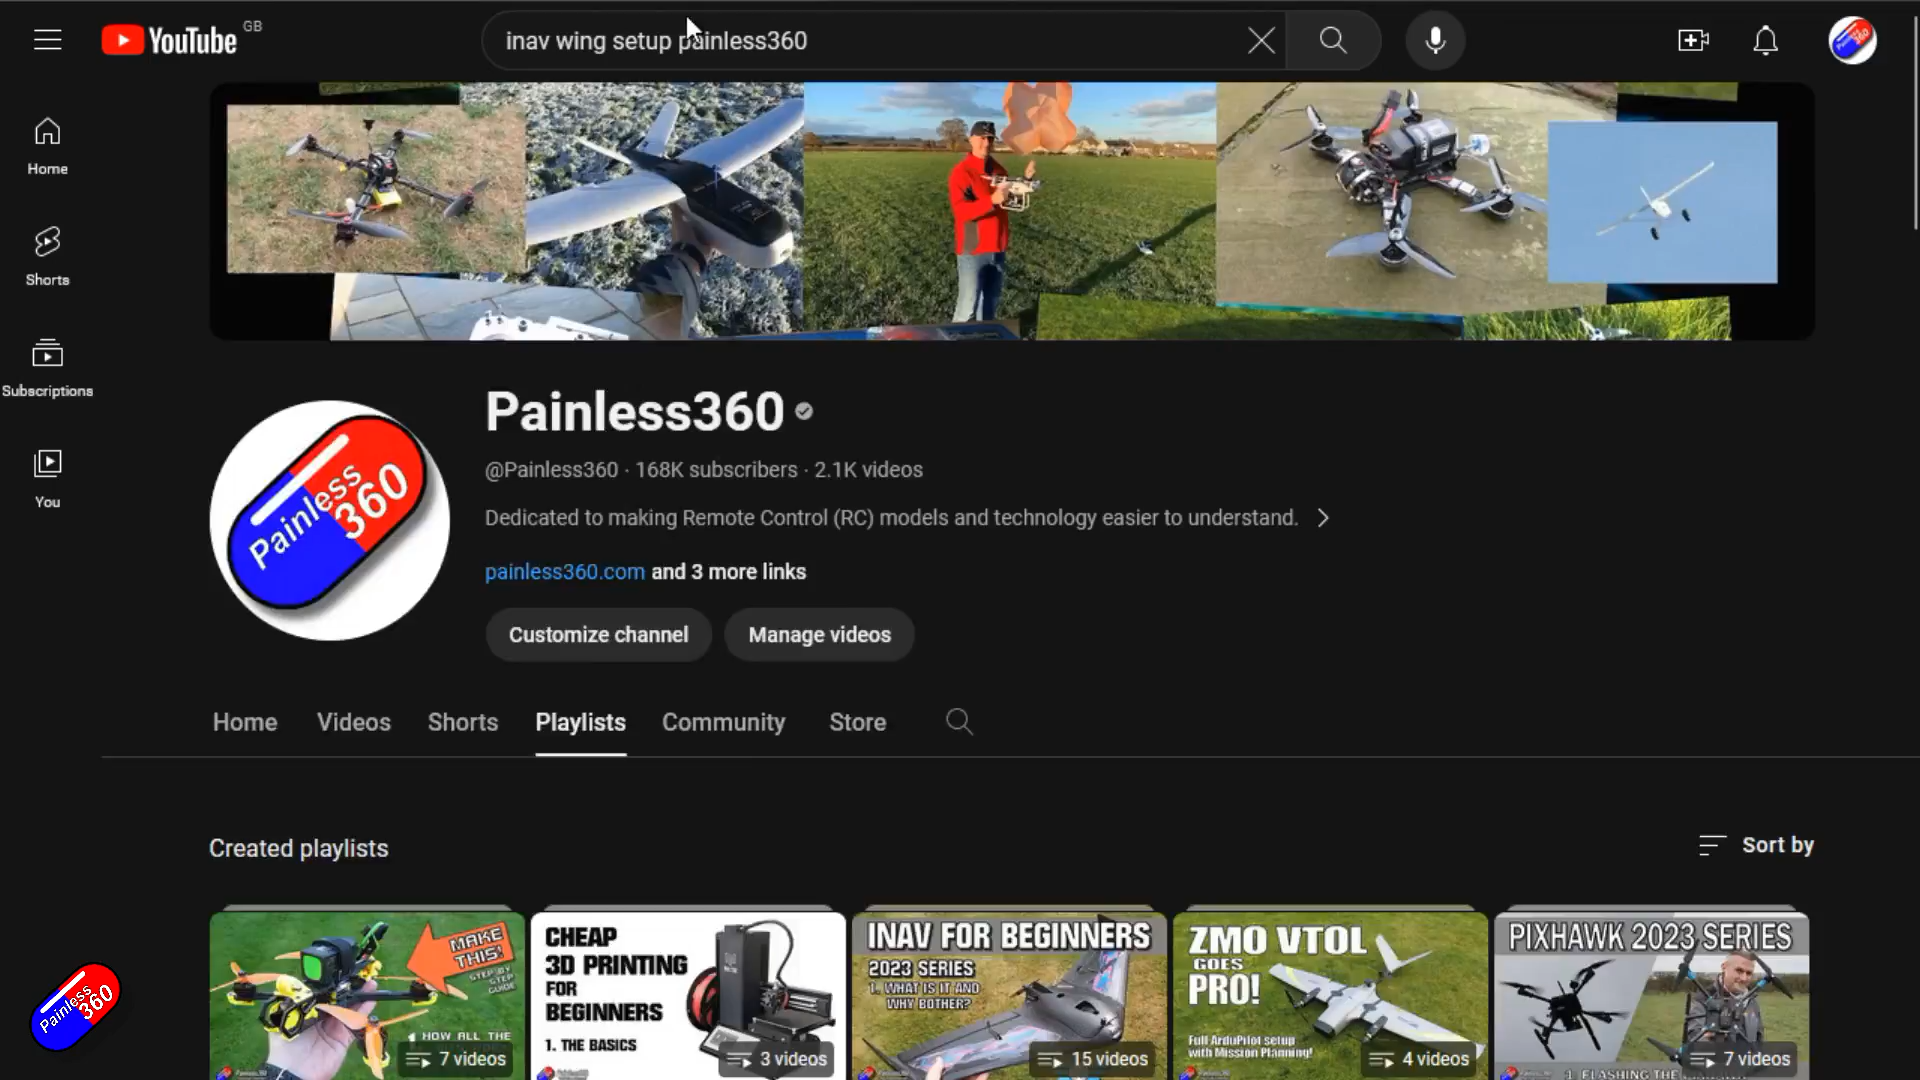 YouTube GB
inav wing setup painless360
Home
Shorts
Subscriptions
You
Painless360
Painless
360
@Painless360 · 168K subscribers · 2.1K videos
Dedicated to making Remote Control (RC) models and technology easier to understand.
painless360.com and 3 more links
Customize channel
Manage videos
Home
Videos
Shorts
Playlists
Community
Store
Created playlists
Sort by
MAKE
THIS!
STEP BY
STEP
GUIDE
1. HOW ALL THE
7 videos
CHEAP
3D PRINTING
FOR
BEGINNERS
1. THE BASICS
3 videos
INAV FOR BEGINNERS
2023 SERIES
1. WHAT IS IT AND
WHY BOTHER?
15 videos
ZMO VTOL
GOES
PRO!
Full ArduPilot setup
with Mission Planning!
4 videos
PIXHAWK 2023 SERIES
1. FLASHING THE
7 videos
Painless
360